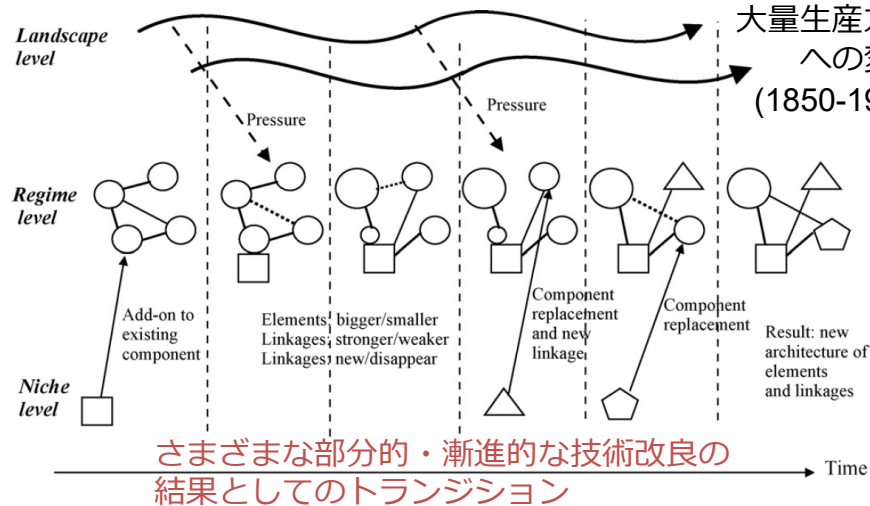 Landscape
level
大量生産
への
(1850-19
Pressure
Pressure
Regime
level
Add-on to
existing
component
Elements: bigger/smaller
Linkages: stronger/weaker
Linkages: new/disappear
Component
replacement
and new
linkage
Component
replacement
Result: new
architecture of
elements
and linkages
Niche
level
さまざまな部分的・漸進的な技術改良の
結果としてのトランジション
Time